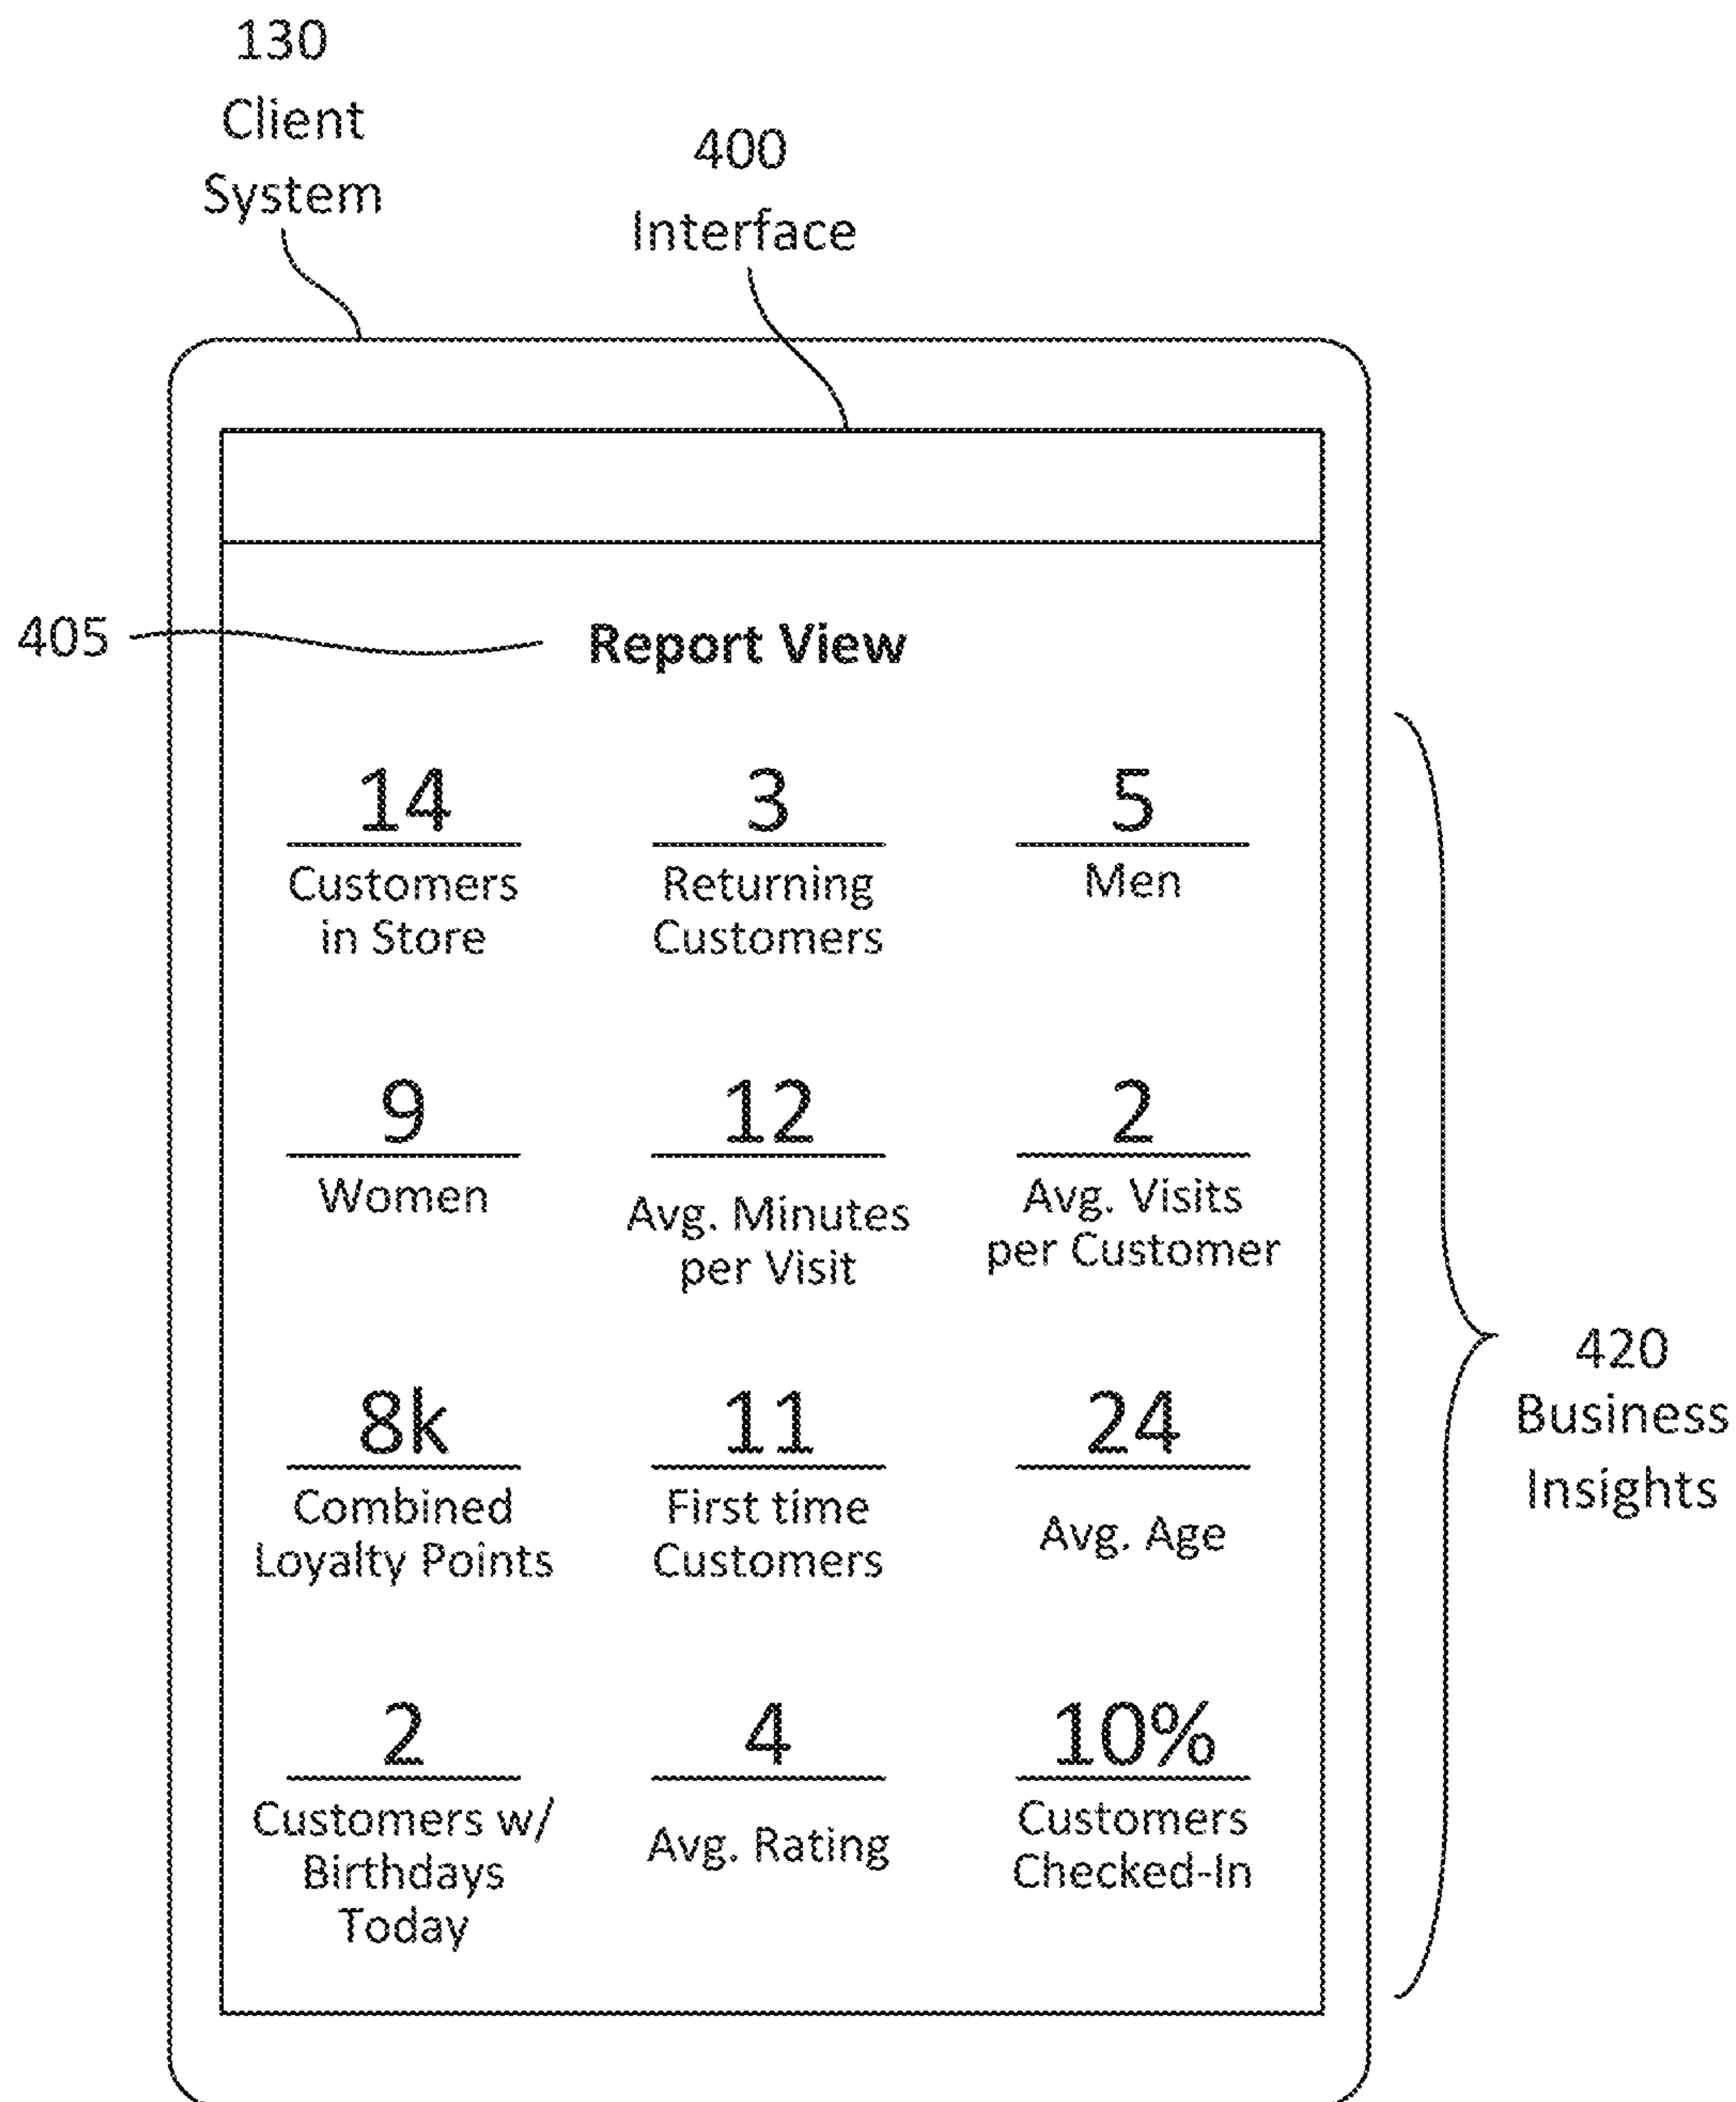 130
Client
System
400
Interface
405
Report View
14
Customers
in Store
3
Returning
Customers
5
Men
9
Women
12
Avg. Minutes
per Visit
2
Avg. Visits
per Customer
8k
Combined
Loyalty Points
11
First time
Customers
24
Avg. Age
2
Customers w/
Birthdays
Today
4
Avg. Rating
10%
Customers
Checked-In
420
Business
Insights